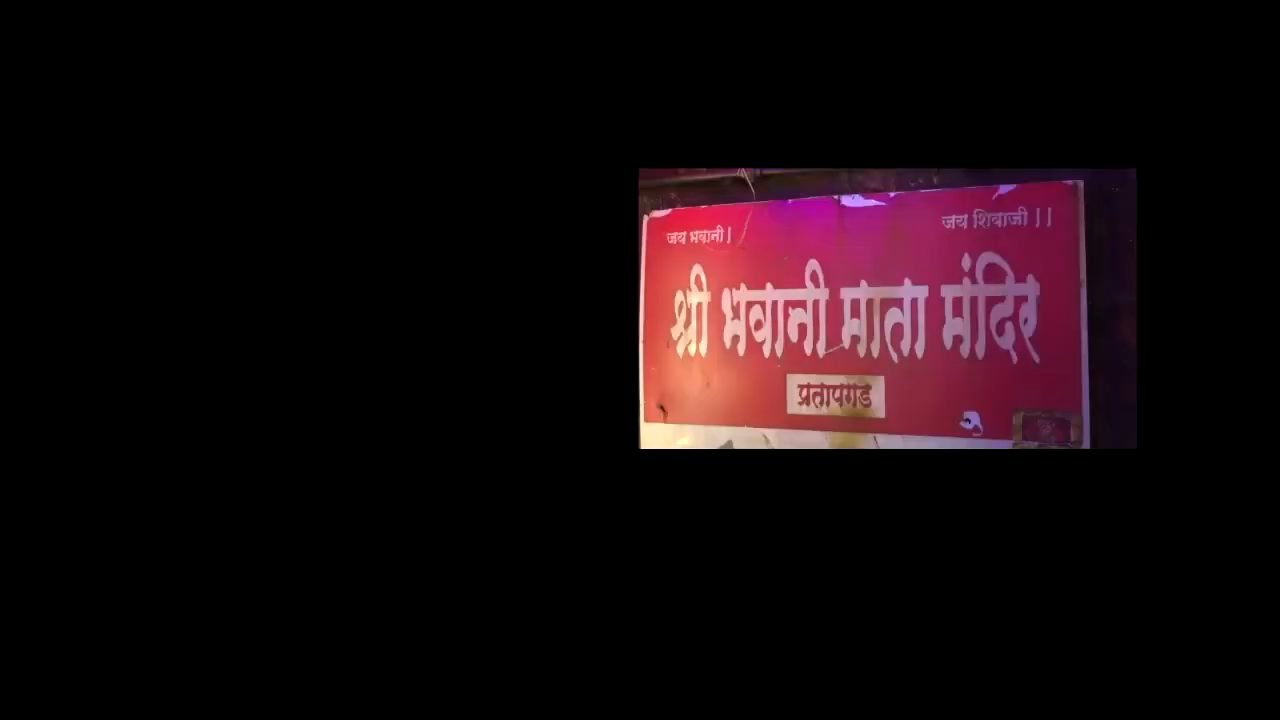 जय भवानी| जय शिवाजी ||
श्री भवानी माता मंदिर
प्रतापगड